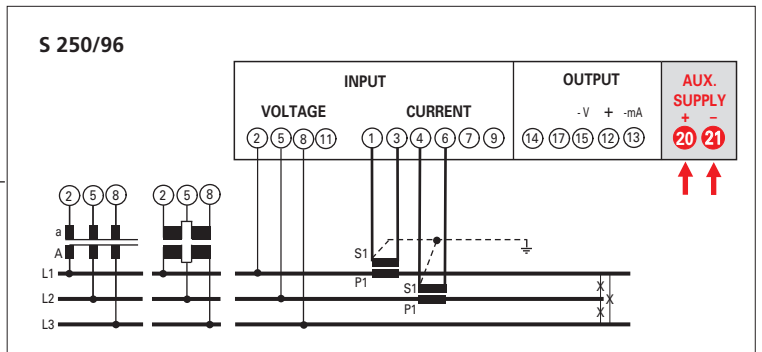 S 250/96
INPUT
OUTPUT
AUX.
SUPPLY
VOLTAGE
CURRENT
-V + -mA
+ −
2 5 8 11
1 3 4 6 7 9
14 17 15 12 13
20 21
2 5 8
2 5 8
a
A
S1
L1
P1
S1
L2
P1
L3
X
X X
X